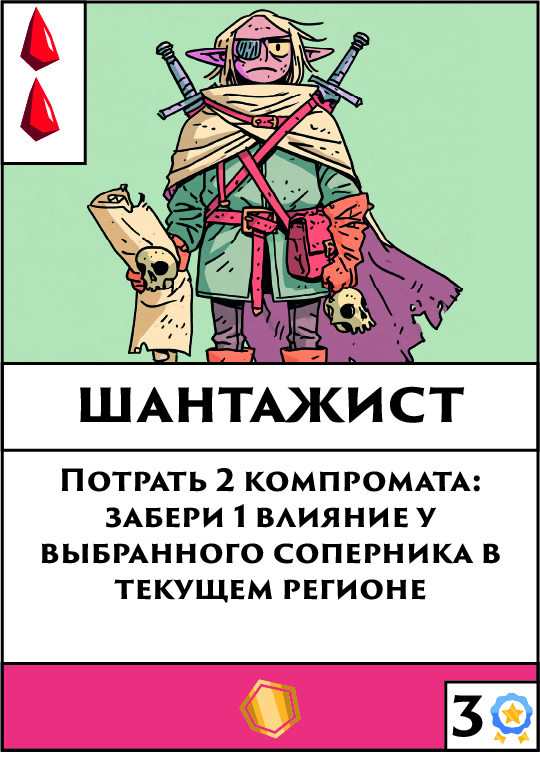 ШАНТАЖИСТ
Потрать 2 компромата:
забери 1 влияние у
выбранного соперника в
текущем регионе
3